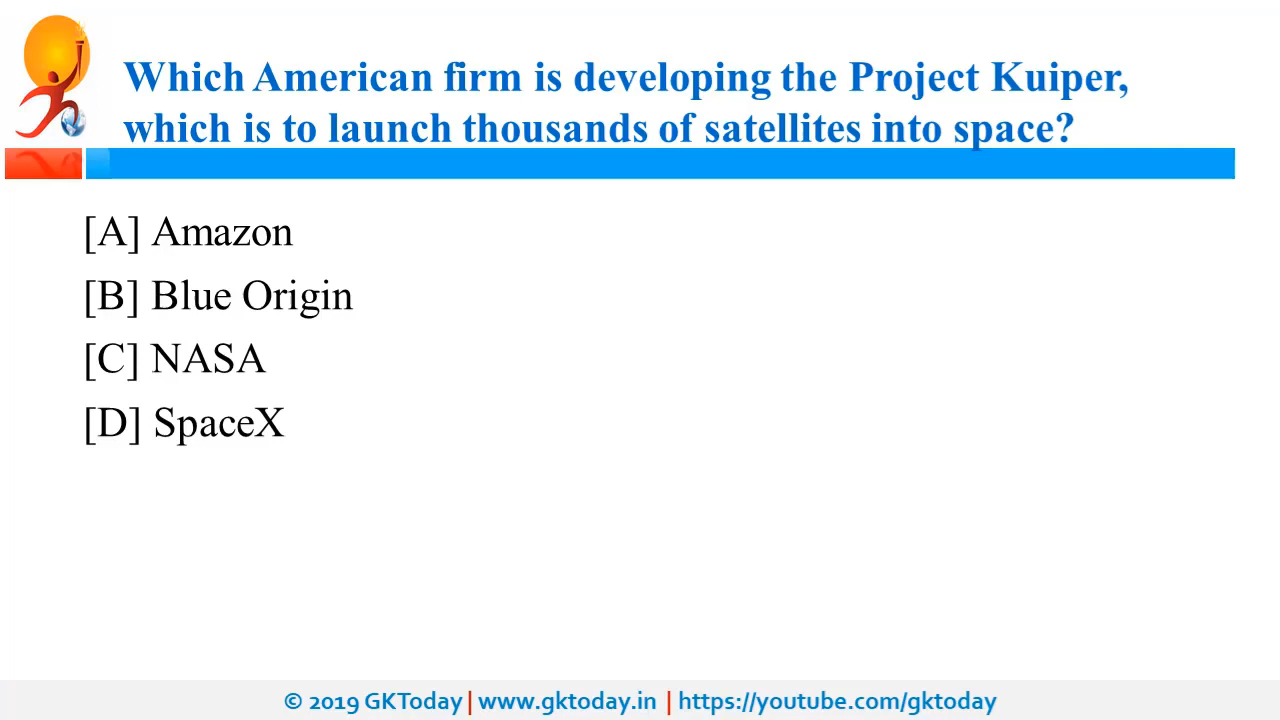 Which American firm is developing the Project Kuiper,
which is to launch thousands of satellites into space?
[A] Amazon
[B] Blue Origin
[C] NASA
[D] SpaceX
© 2019 GKToday | www.gktoday.in | https://youtube.com/gktoday